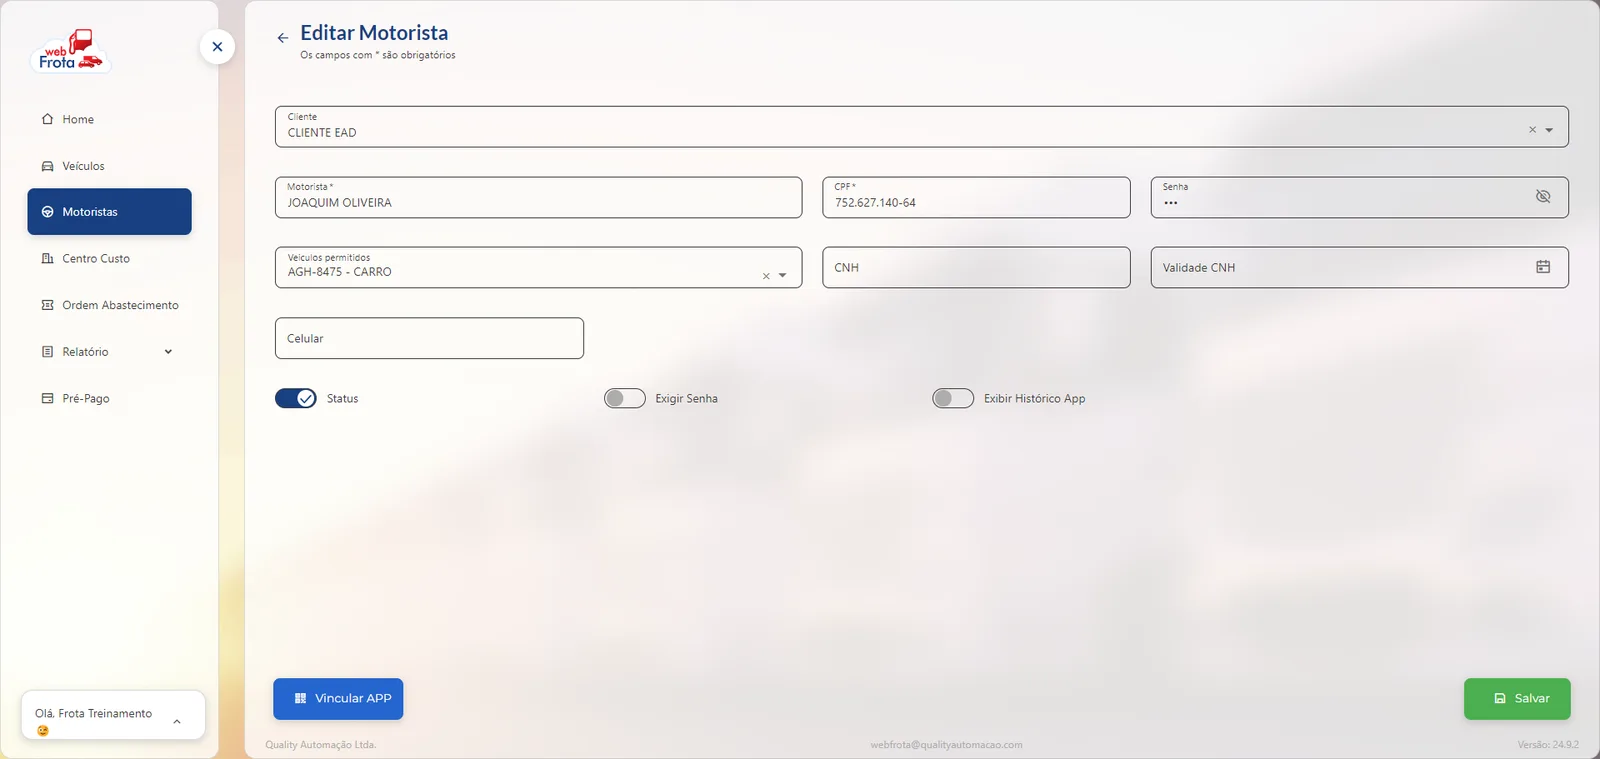 web
Frota
Home
Veículos
Motoristas
Centro Custo
Ordem Abastecimento
Relatório
Pré-Pago
Olá, Frota Treinamento
Editar Motorista
Os campos com * são obrigatórios
Cliente
CLIENTE EAD
Motorista*
JOAQUIM OLIVEIRA
CPF*
752.627.140-64
Senha
•••
Veículos permitidos
AGH-8475 - CARRO
CNH
Validade CNH
Celular
Status
Exigir Senha
Exibir Histórico App
Vincular APP
Salvar
Quality Automação Ltda.
webfrota@qualityautomacao.com
Versão: 24.9.2